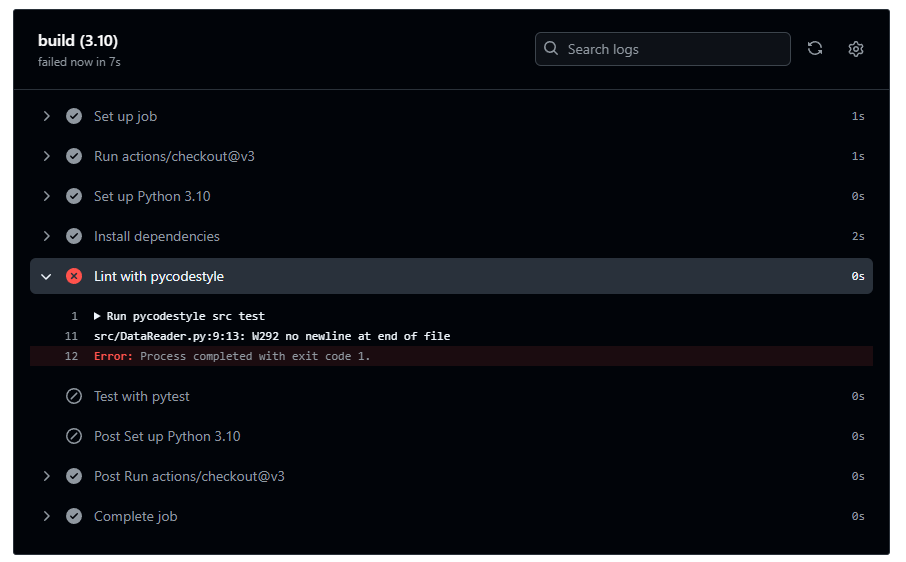 build (3.10)
failed now in 7s
Search logs
Set up job 1s
Run actions/checkout@v3 1s
Set up Python 3.10 0s
Install dependencies 2s
Lint with pycodestyle 0s
1 Run pycodestyle src test
11 src/DataReader.py:9:13: W292 no newline at end of file
12 Error: Process completed with exit code 1.
Test with pytest 0s
Post Set up Python 3.10 0s
Post Run actions/checkout@v3 0s
Complete job 0s